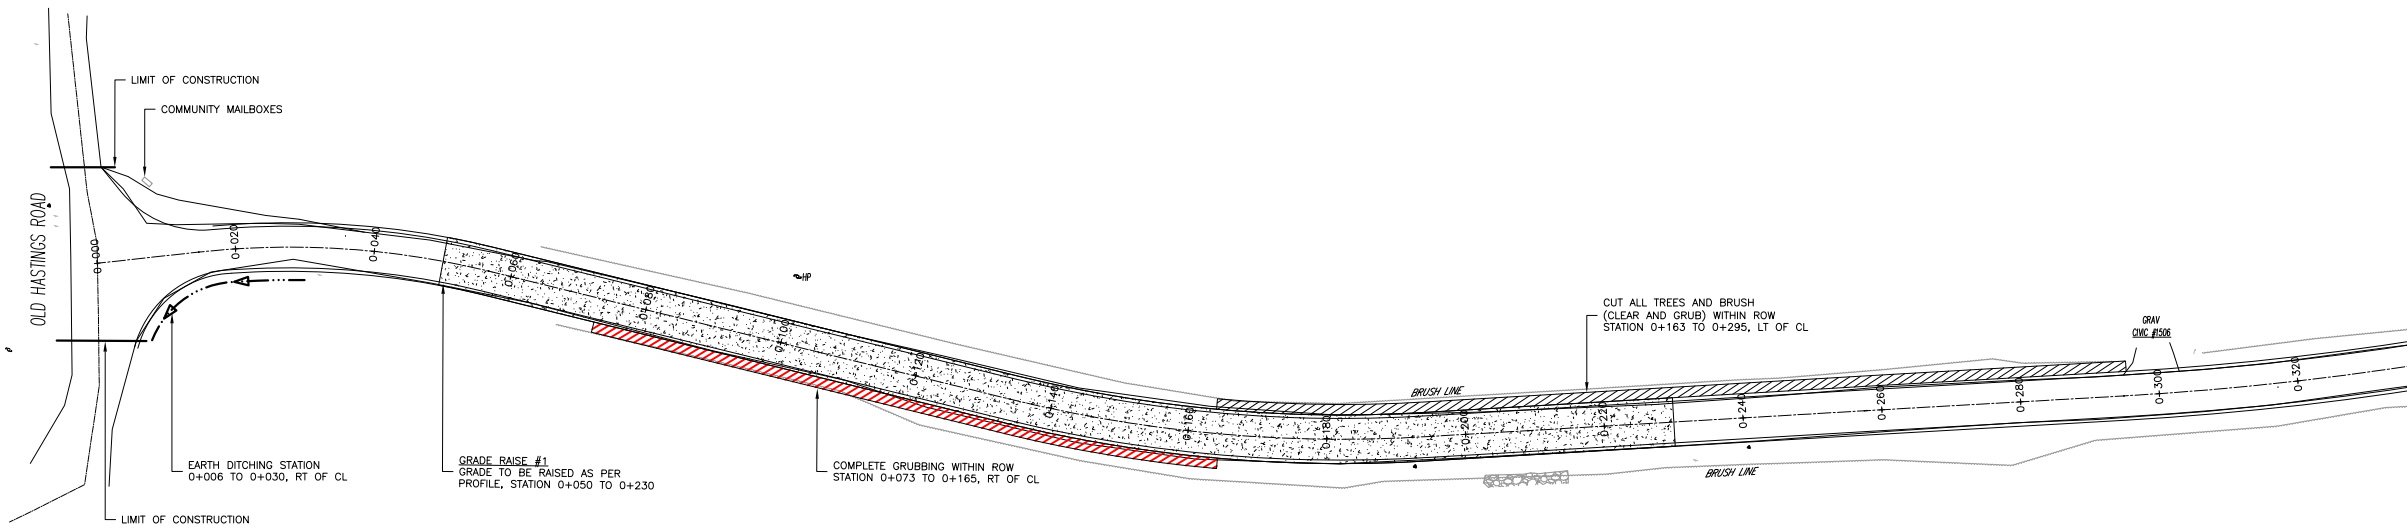 LIMIT OF CONSTRUCTION
COMMUNITY MAILBOXES
OLD HASTINGS ROAD
0+000
0+020
0+040
0+060
0+080
0+100
0+120
0+140
0+160
0+180
0+200
0+220
0+240
0+260
0+280
0+300
0+320
HP
CUT ALL TREES AND BRUSH
(CLEAR AND GRUB) WITHIN ROW
STATION 0+163 TO 0+295, LT OF CL
GRAV
CIVIC #1506
BRUSH LINE
BRUSH LINE
EARTH DITCHING STATION
0+006 TO 0+030, RT OF CL
GRADE RAISE #1
GRADE TO BE RAISED AS PER
PROFILE, STATION 0+050 TO 0+230
COMPLETE GRUBBING WITHIN ROW
STATION 0+073 TO 0+165, RT OF CL
LIMIT OF CONSTRUCTION